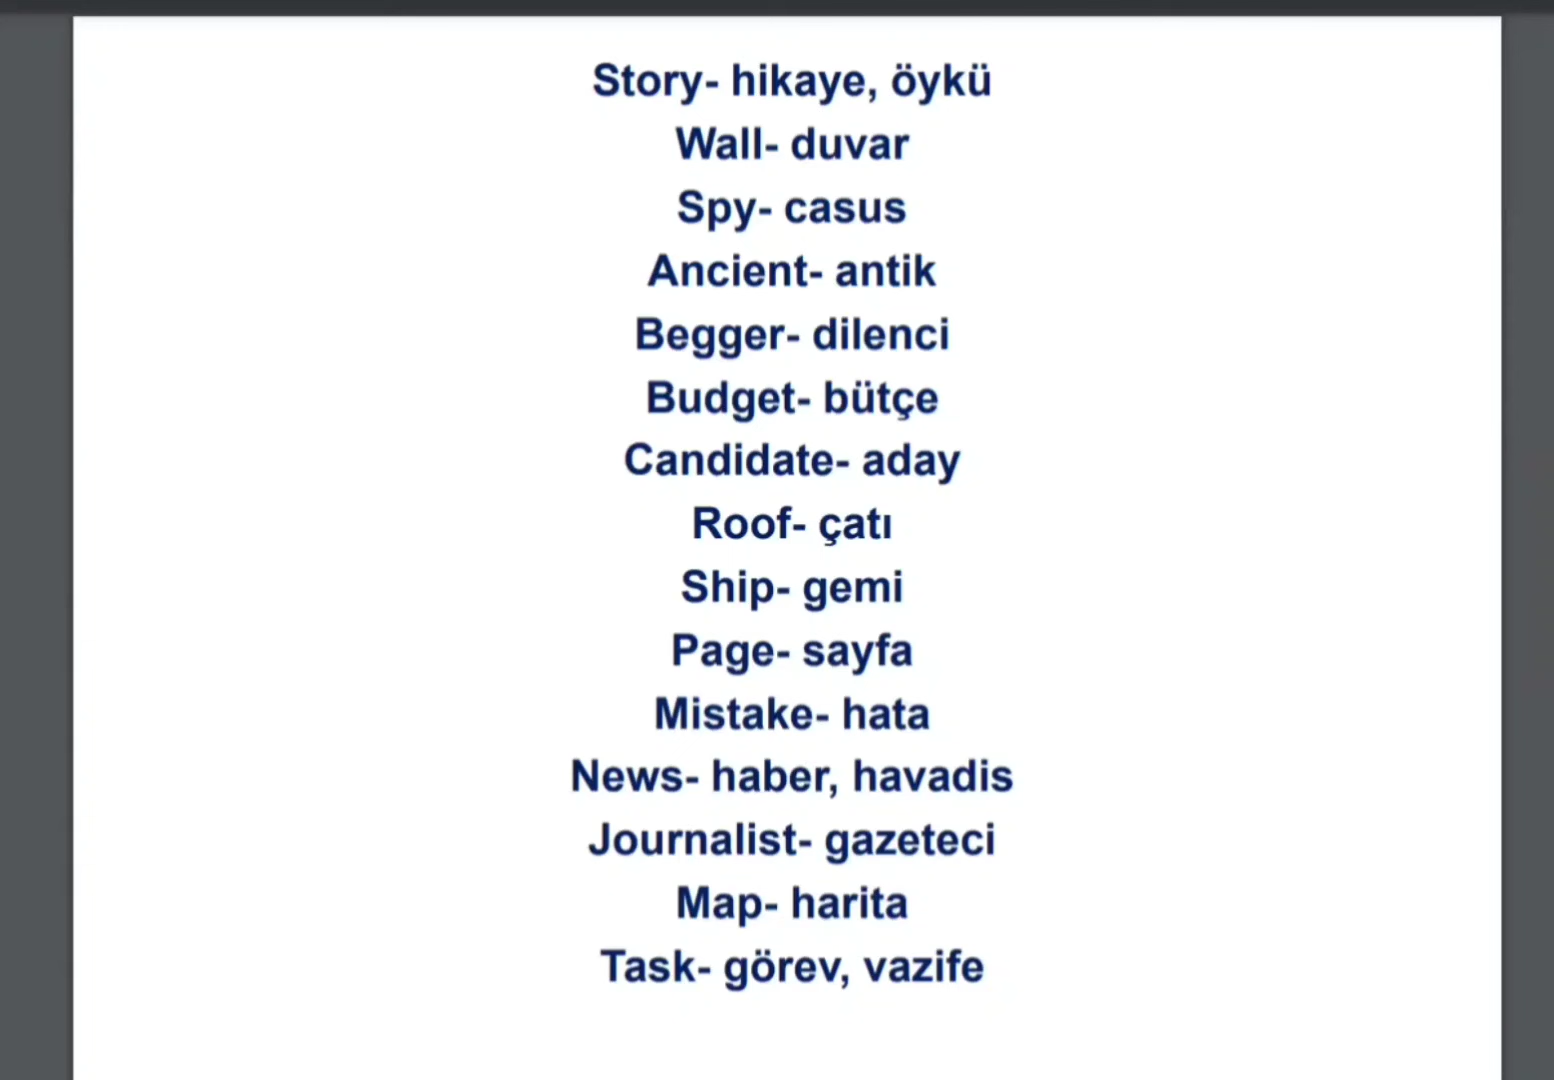 Story- hikaye, öykü
Wall- duvar
Spy- casus
Ancient- antik
Begger- dilenci
Budget- bütçe
Candidate- aday
Roof- çatı
Ship- gemi
Page- sayfa
Mistake- hata
News- haber, havadis
Journalist- gazeteci
Map- harita
Task- görev, vazife